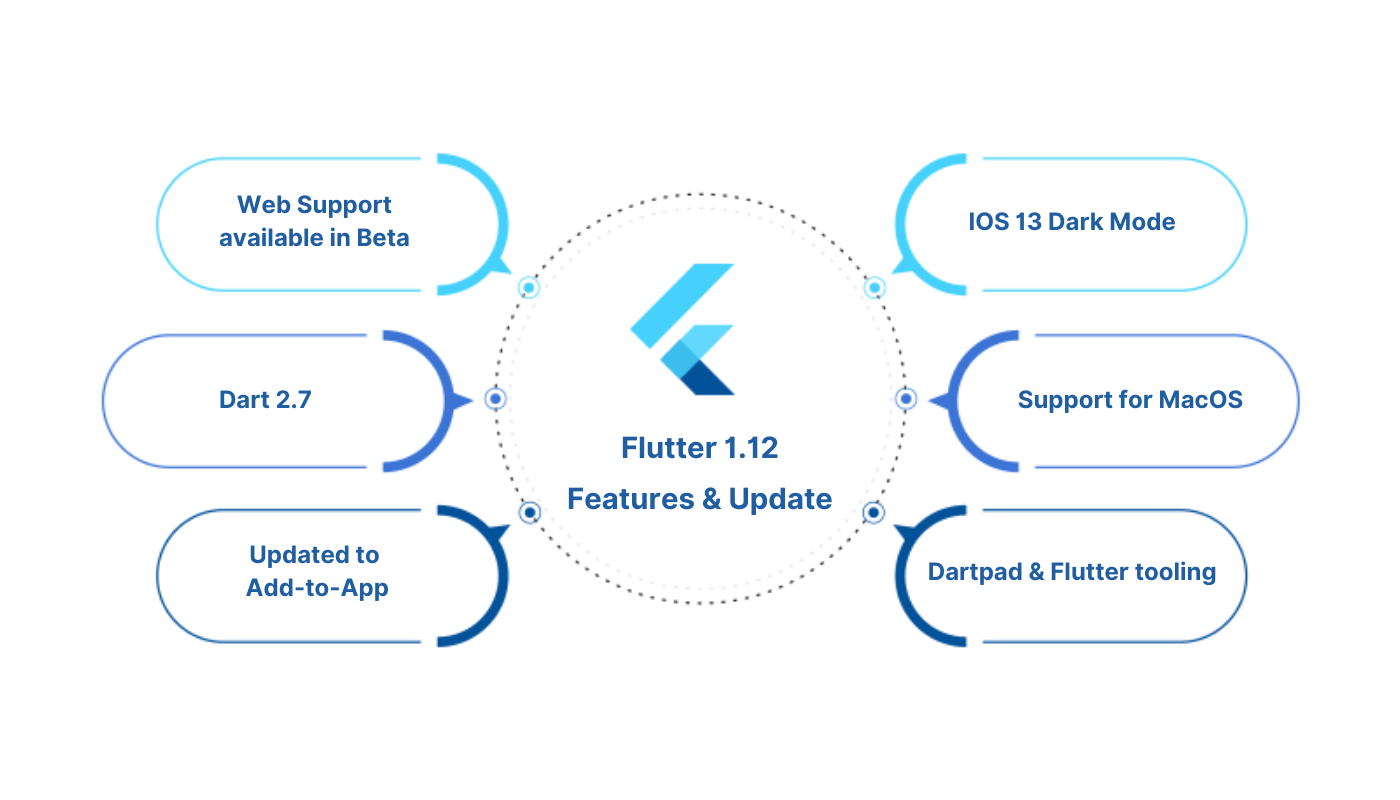 Web Support
available in Beta
Dart 2.7
Updated to
Add-to-App
Flutter 1.12
Features & Update
IOS 13 Dark Mode
Support for MacOS
Dartpad & Flutter tooling